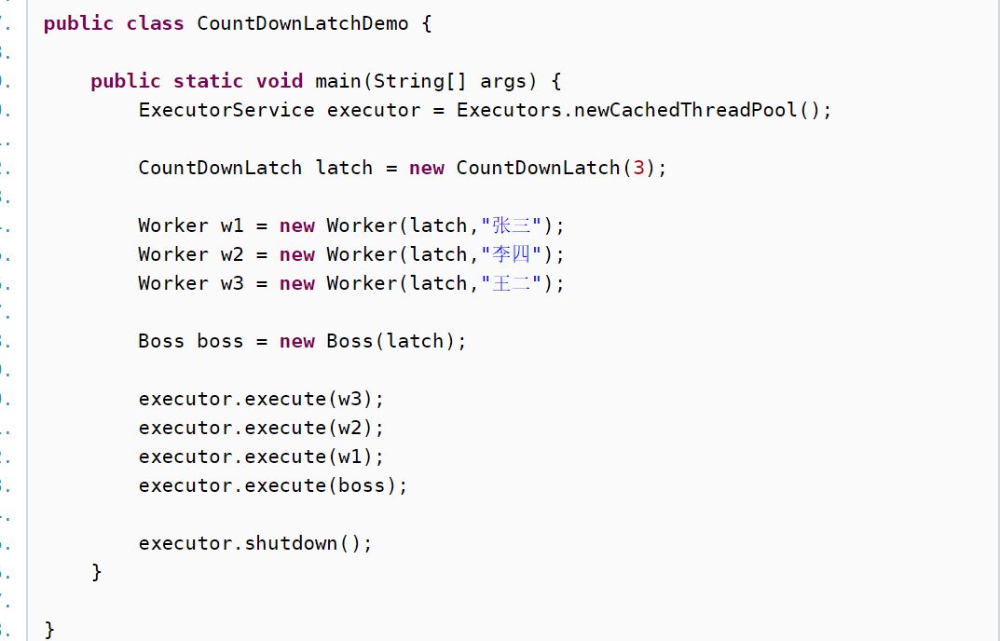 public class CountDownLatchDemo {
public static void main(String[] args) {
ExecutorService executor = Executors.newCachedThreadPool();
CountDownLatch latch = new CountDownLatch(3);
Worker w1 = new Worker(latch,"张三");
Worker w2 = new Worker(latch,"李四");
Worker w3 = new Worker(latch,"王二");
Boss boss = new Boss(latch);
executor.execute(w3);
executor.execute(w2);
executor.execute(w1);
executor.execute(boss);
executor.shutdown();
}
}